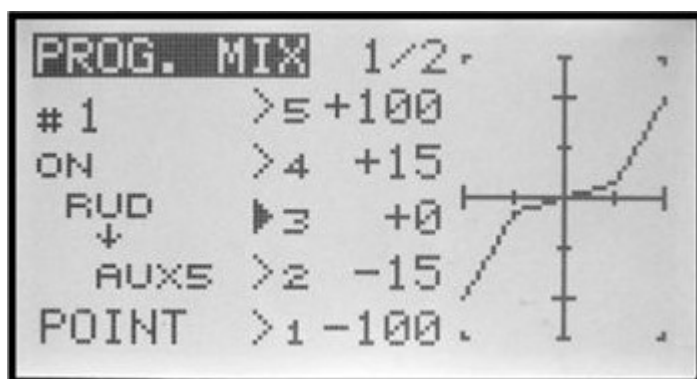 PROG. MIX 1/2
#1 >5 +100
ON >4 +15
RUD ▶3 +0
↓
AUX5 >2 -15
POINT >1 -100